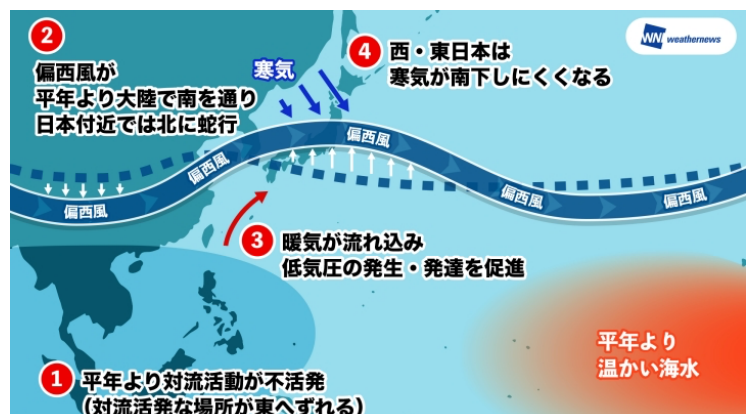 2
偏西風が
平年より大陸で南を通り
日本付近では北に蛇行
寒気
4
西・東日本は
寒気が南下しにくくなる
WN weathernews
偏西風
偏西風
偏西風
偏西風
偏西風
3
暖気が流れ込み
低気圧の発生・発達を促進
平年より
温かい海水
1
平年より対流活動が不活発
(対流活発な場所が東へずれる)